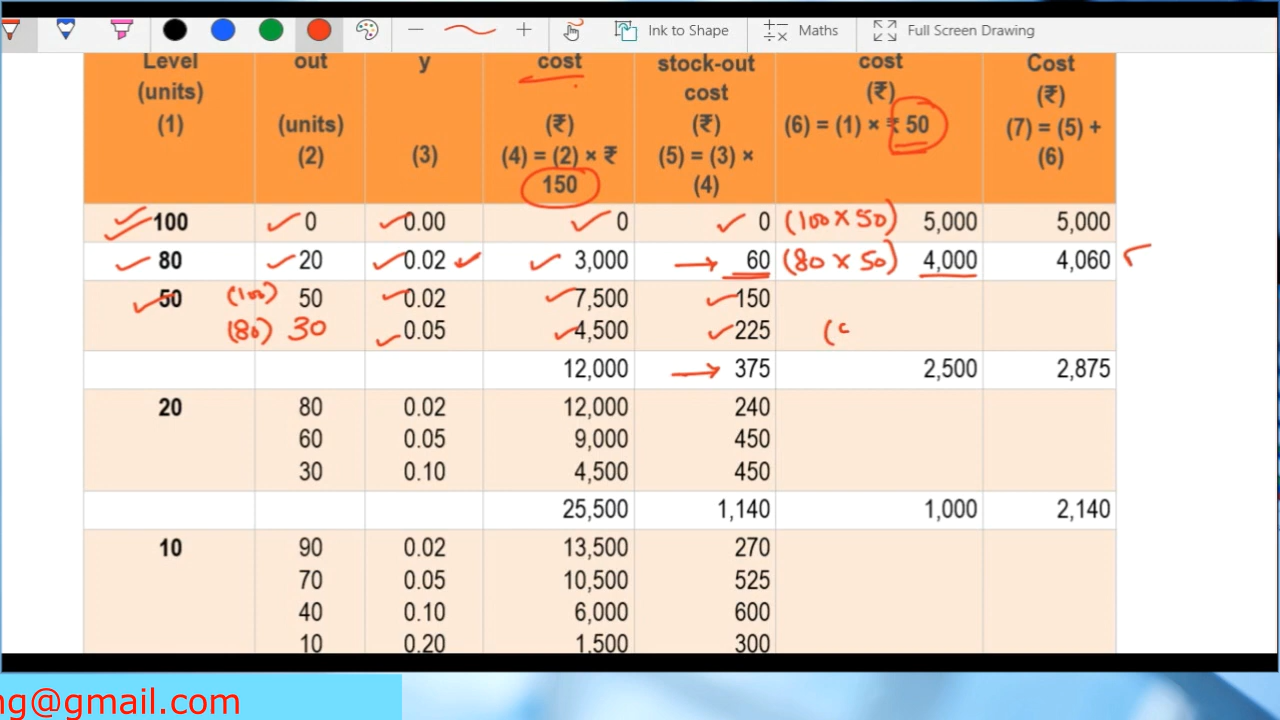 Ink to Shape Maths Full Screen Drawing
Level out y cost stock-out cost Cost
(units) cost (₹) (₹)
(1) (units) (₹) (₹) (6) = (1) × ₹ 50 (7) = (5) +
(2) (3) (4) = (2) × ₹ (5) = (3) × (6)
150 (4)
100 0 0.00 0 0 (100 X 50) 5,000 5,000
80 20 0.02 3,000 60 (80 X 50) 4,000 4,060
50 (100) 50 0.02 7,500 150
(80) 30 0.05 4,500 225
12,000 375 2,500 2,875
20 80 0.02 12,000 240
60 0.05 9,000 450
30 0.10 4,500 450
25,500 1,140 1,000 2,140
10 90 0.02 13,500 270
70 0.05 10,500 525
40 0.10 6,000 600
10 0.20 1,500 300
ng@gmail.com